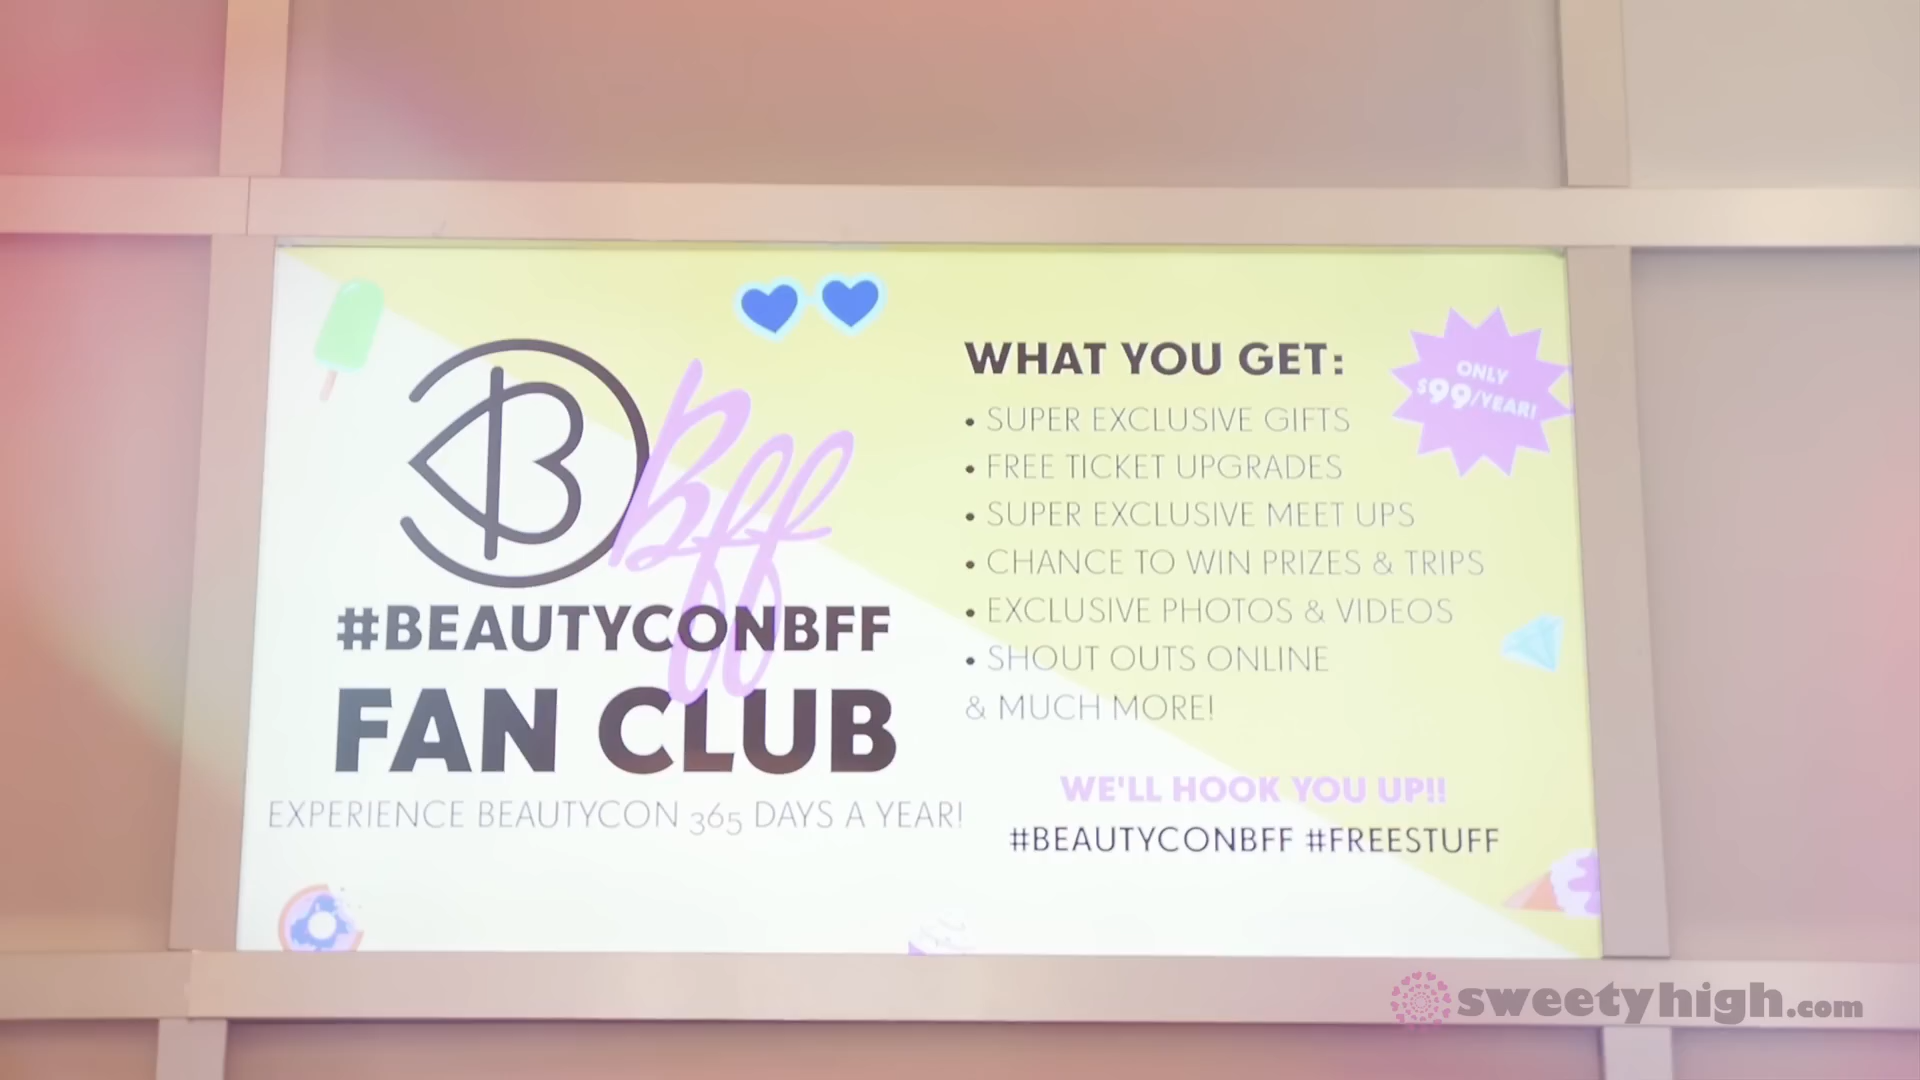 Bff
#BEAUTYCONBFF
FAN CLUB
EXPERIENCE BEAUTYCON 365 DAYS A YEAR!
WHAT YOU GET:
• SUPER EXCLUSIVE GIFTS
• FREE TICKET UPGRADES
• SUPER EXCLUSIVE MEET UPS
• CHANCE TO WIN PRIZES & TRIPS
• EXCLUSIVE PHOTOS & VIDEOS
• SHOUT OUTS ONLINE
& MUCH MORE!
ONLY
$99/YEAR!
WE'LL HOOK YOU UP!!
#BEAUTYCONBFF #FREESTUFF
sweetyhigh.com